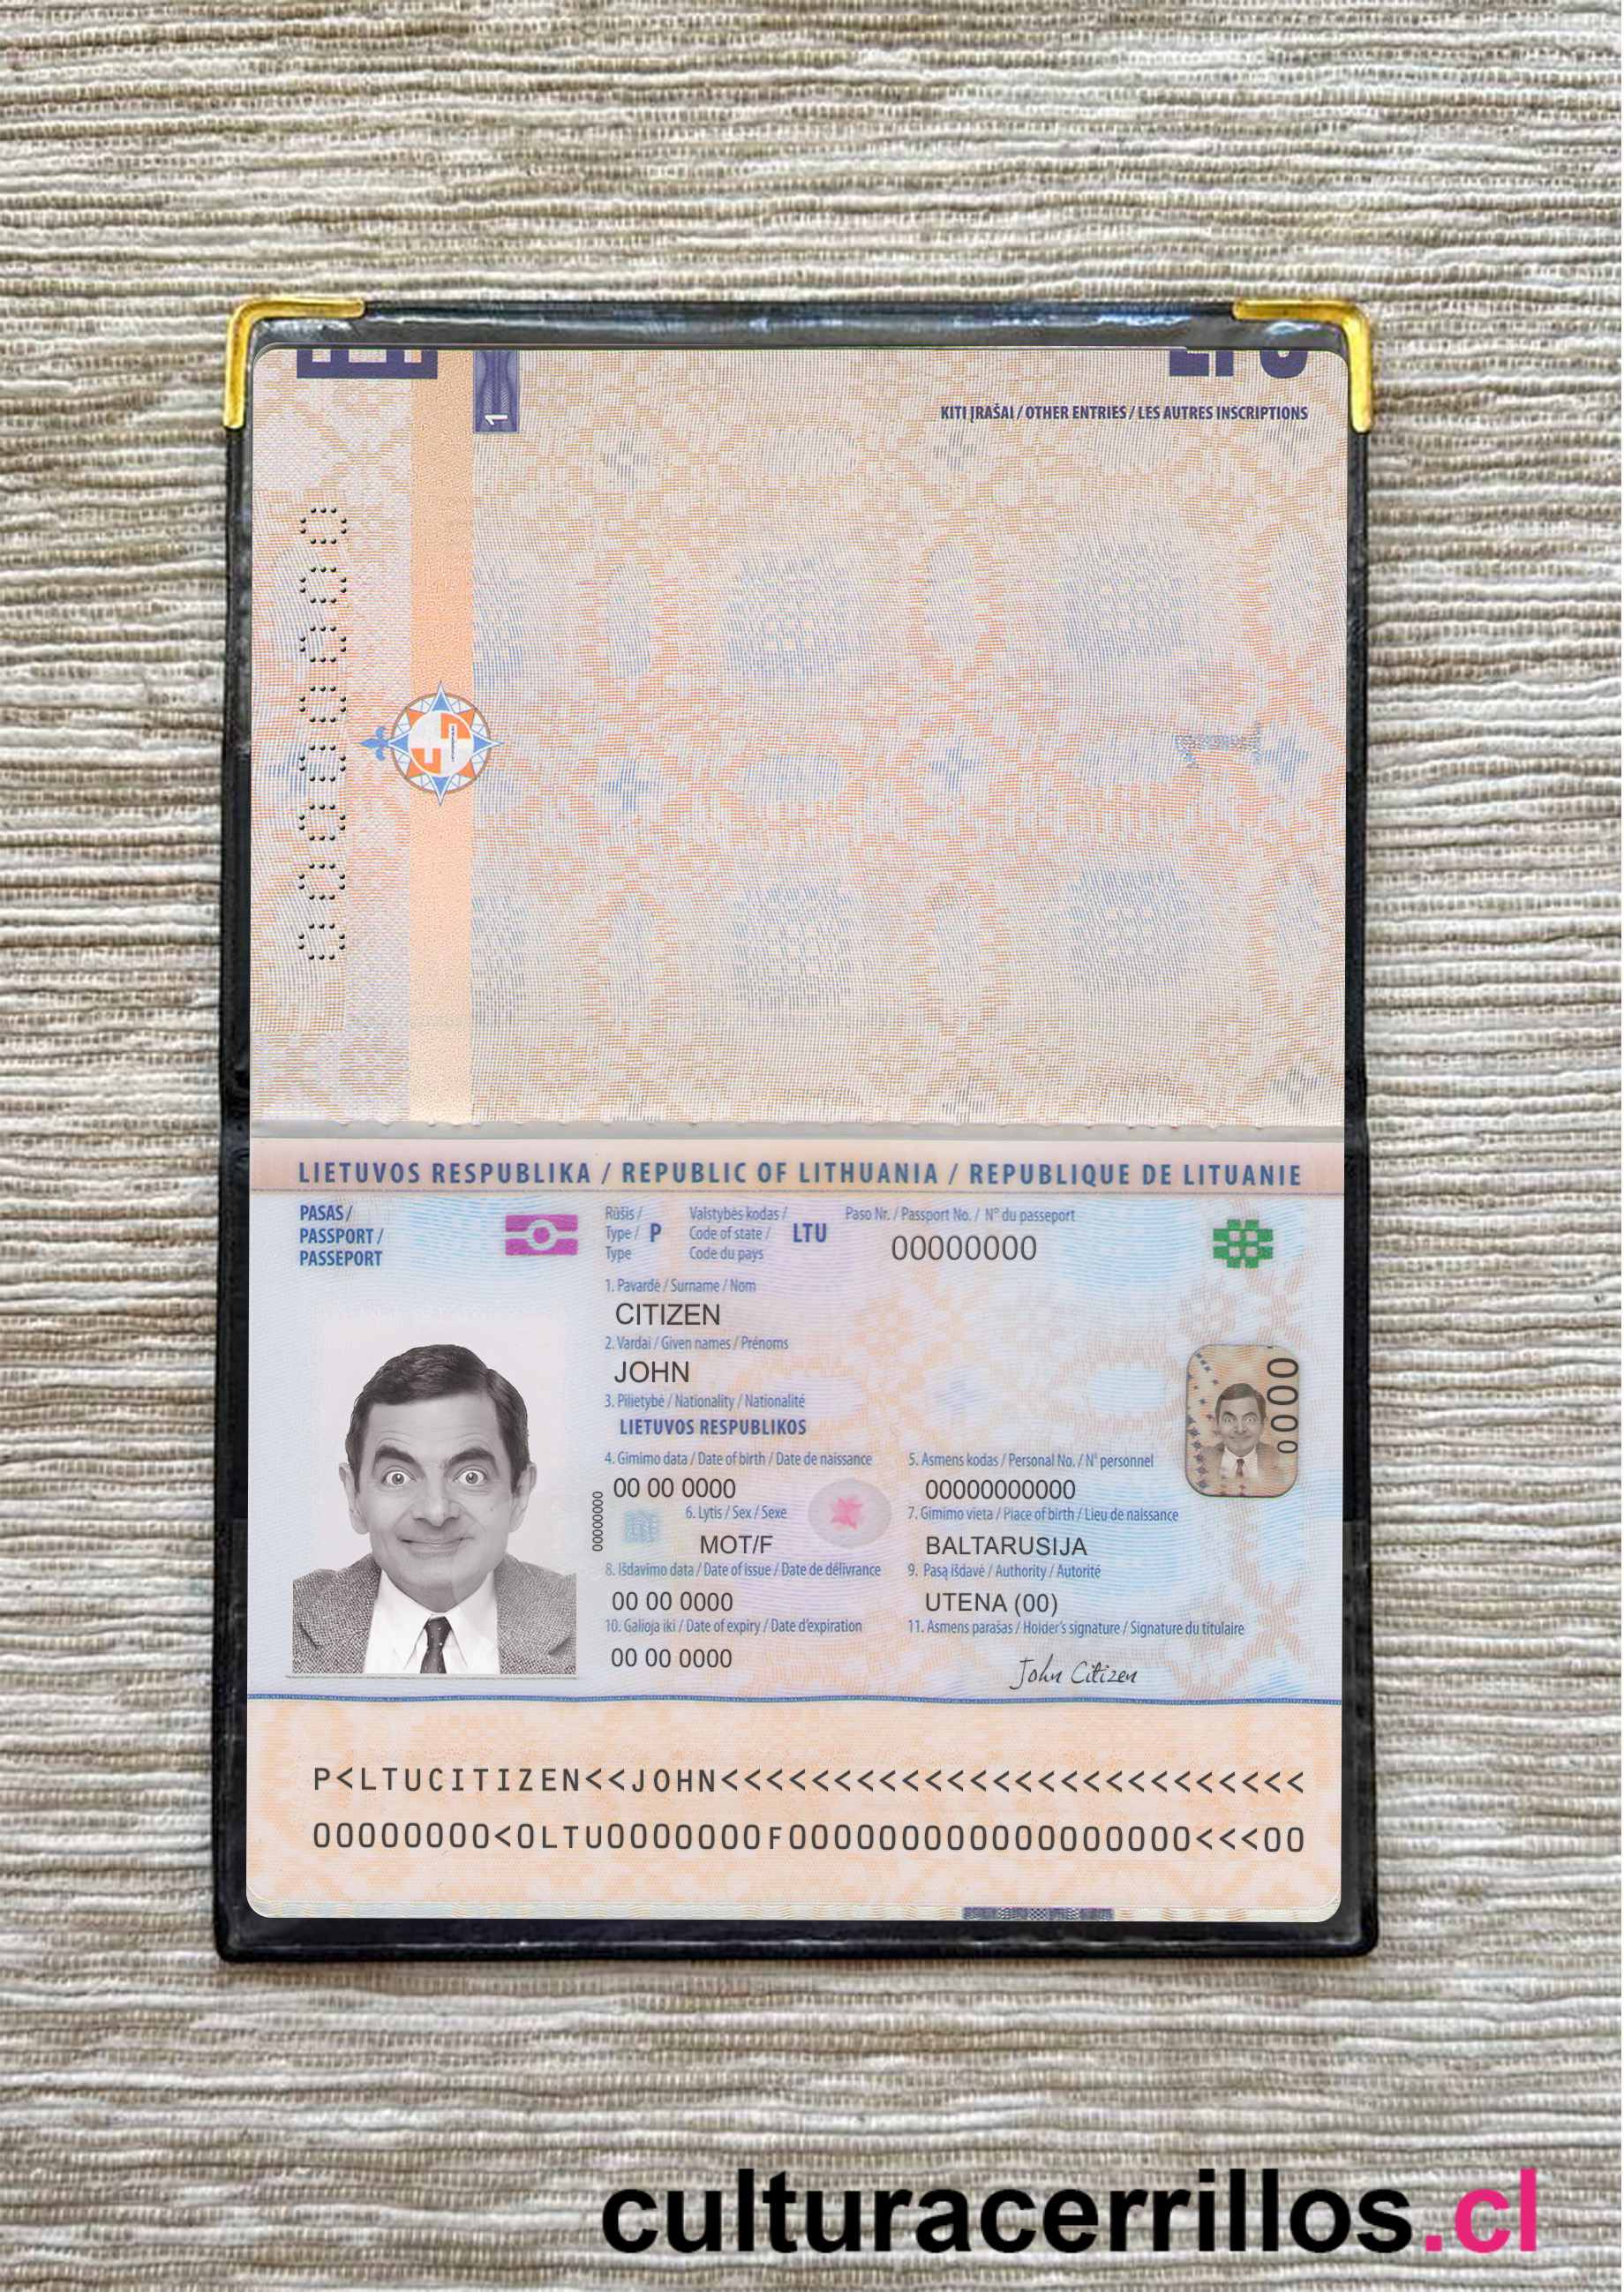 1
LTU
KITI ĮRAŠAI / OTHER ENTRIES / LES AUTRES INSCRIPTIONS
00000000
LIETUVOS RESPUBLIKA / REPUBLIC OF LITHUANIA / REPUBLIQUE DE LITUANIE
PASAS /
PASSPORT /
PASSEPORT
Rūšis /
Type / P
Type
Valstybės kodas /
Code of state / LTU
Code du pays
Paso Nr. / Passport No. / N° du passeport
00000000
1. Pavardė / Surname / Nom
CITIZEN
2. Vardai / Given names / Prénoms
JOHN
3. Pilietybė / Nationality / Nationalité
LIETUVOS RESPUBLIKOS
4. Gimimo data / Date of birth / Date de naissance
00 00 0000
5. Asmens kodas / Personal No. / N° personnel
00000000000
0000
00000000
6. Lytis / Sex / Sexe
MOT/F
7. Gimimo vieta / Place of birth / Lieu de naissance
BALTARUSIJA
8. Išdavimo data / Date of issue / Date de délivrance
00 00 0000
9. Pasą išdavė / Authority / Autorité
UTENA (00)
10. Galioja iki / Date of expiry / Date d'expiration
00 00 0000
11. Asmens parašas / Holder's signature / Signature du titulaire
John Citizen
P<LTUCITIZEN<<JOHN<<<<<<<<<<<<<<<<<<<<<<<<<<
00000000<0LTU0000000F000000000000000000<<<00
culturacerrillos.cl